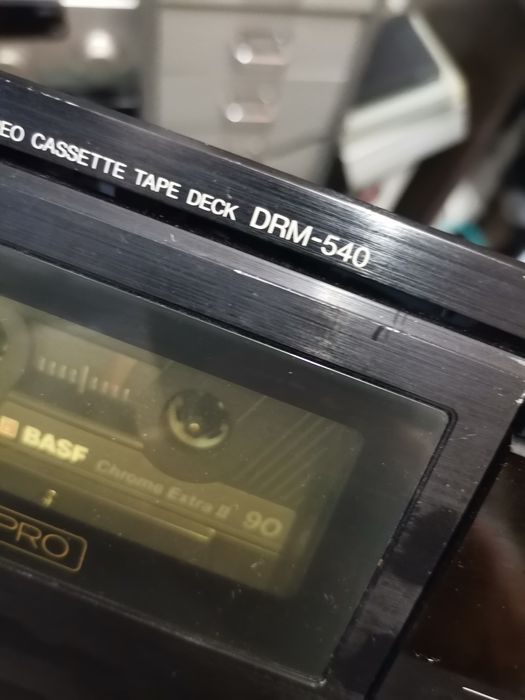 EO CASSETTE TAPE DECK DRM-540
BASF Chrome Extra II 90
PRO